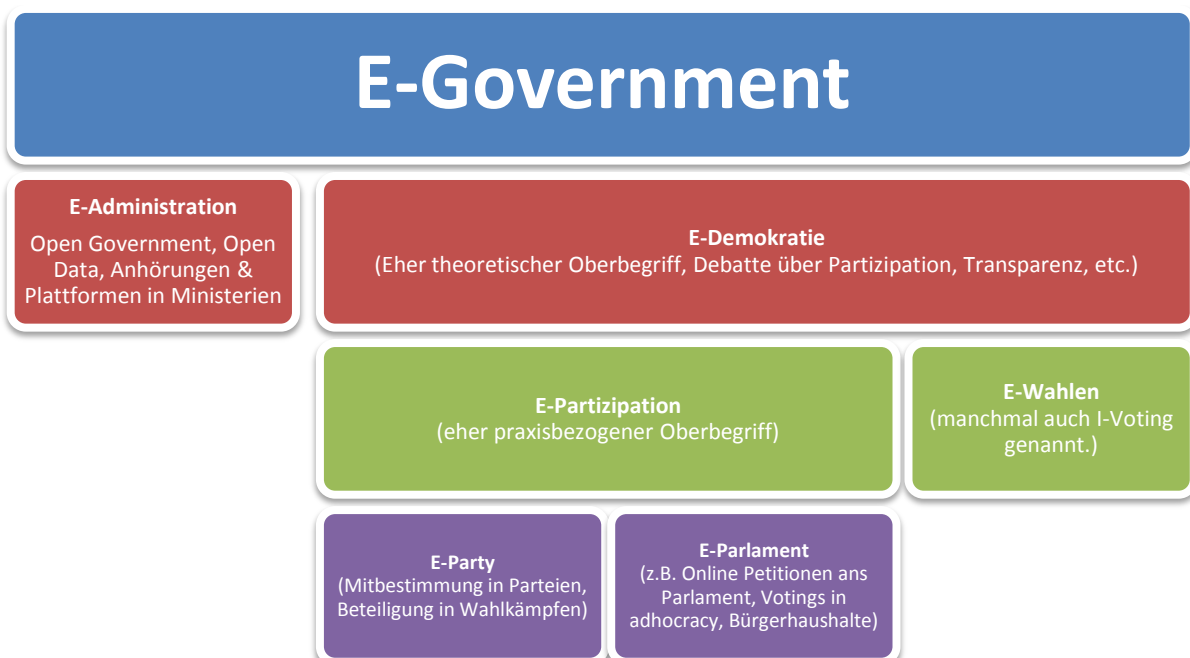 E-Government
E-Administration
Open Government, Open
Data, Anhörungen &
Plattformen in Ministerien
E-Demokratie
(Eher theoretischer Oberbegriff, Debatte über Partizipation, Transparenz, etc.)
E-Partizipation
(eher praxisbezogener Oberbegriff)
E-Wahlen
(manchmal auch I-Voting
genannt.)
E-Party
(Mitbestimmung in Parteien,
Beteiligung in Wahlkämpfen)
E-Parlament
(z.B. Online Petitionen ans
Parlament, Votings in
adhocracy, Bürgerhaushalte)